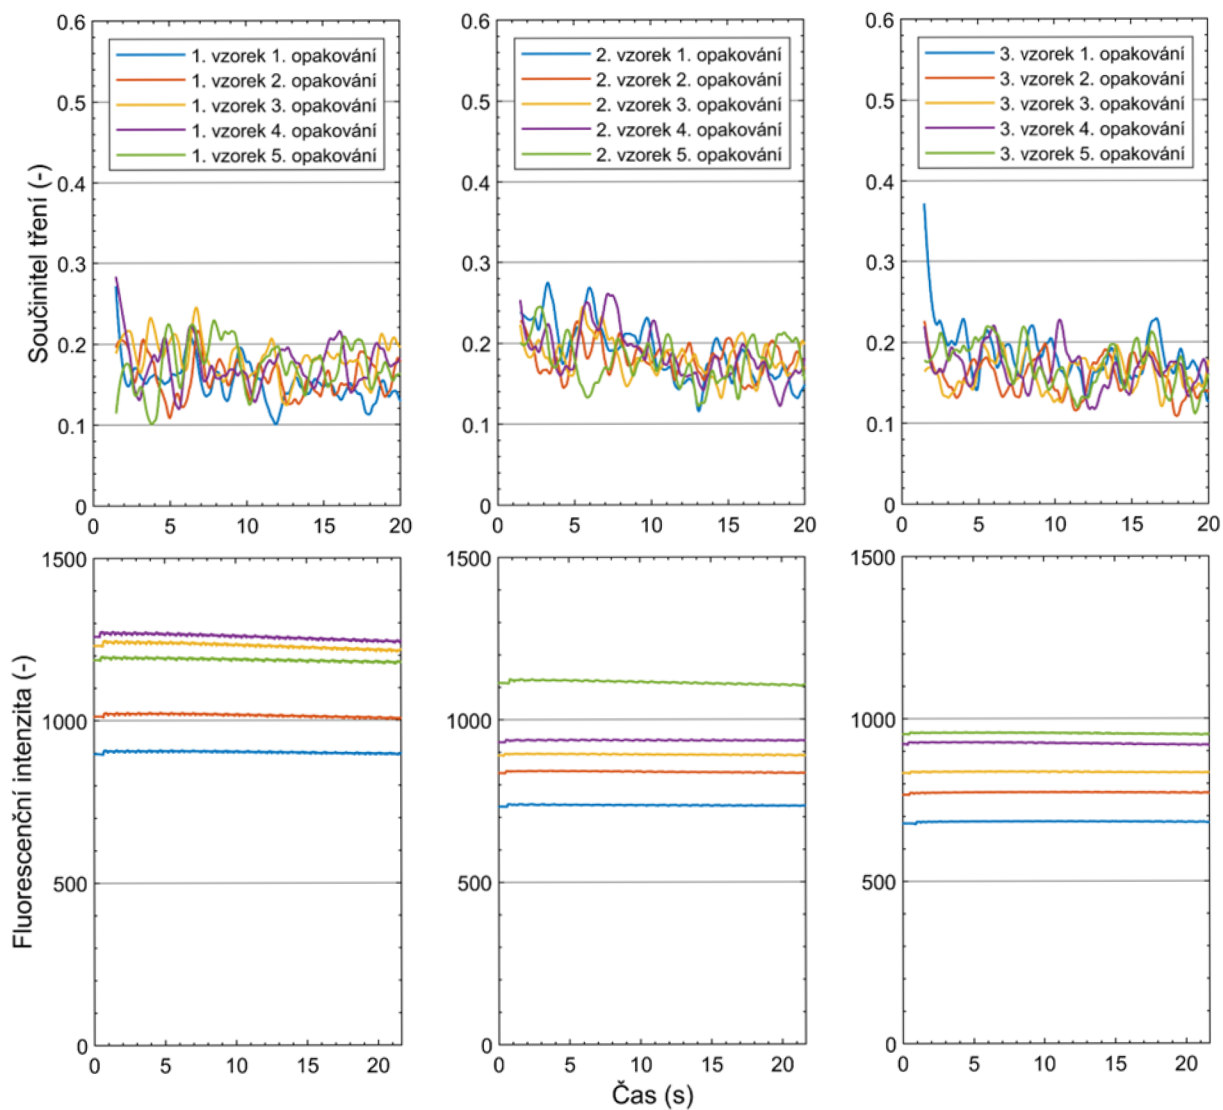 Součinitel tření (-)
0.6
0.5
0.4
0.3
0.2
0.1
0
1. vzorek 1. opakování
1. vzorek 2. opakování
1. vzorek 3. opakování
1. vzorek 4. opakování
1. vzorek 5. opakování
0 5 10 15 20
0.6
0.5
0.4
0.3
0.2
0.1
0
2. vzorek 1. opakování
2. vzorek 2. opakování
2. vzorek 3. opakování
2. vzorek 4. opakování
2. vzorek 5. opakování
0 5 10 15 20
0.6
0.5
0.4
0.3
0.2
0.1
0
3. vzorek 1. opakování
3. vzorek 2. opakování
3. vzorek 3. opakování
3. vzorek 4. opakování
3. vzorek 5. opakování
0 5 10 15 20
Fluorescenční intenzita (-)
1500
1000
500
0
0 5 10 15 20
1500
1000
500
0
0 5 10 15 20
1500
1000
500
0
0 5 10 15 20
Čas (s)